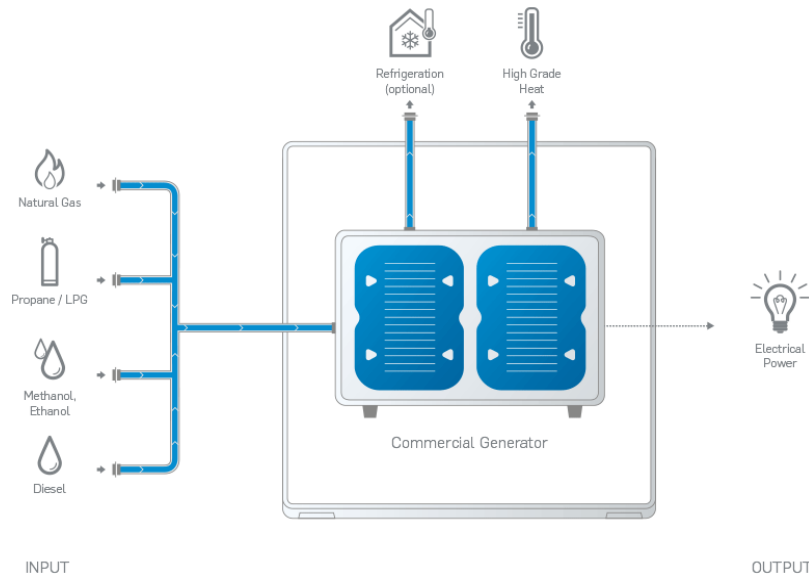 Refrigeration
(optional)
High Grade
Heat
Natural Gas
Propane / LPG
Methanol,
Ethanol
Diesel
Commercial Generator
Electrical
Power
INPUT
OUTPUT